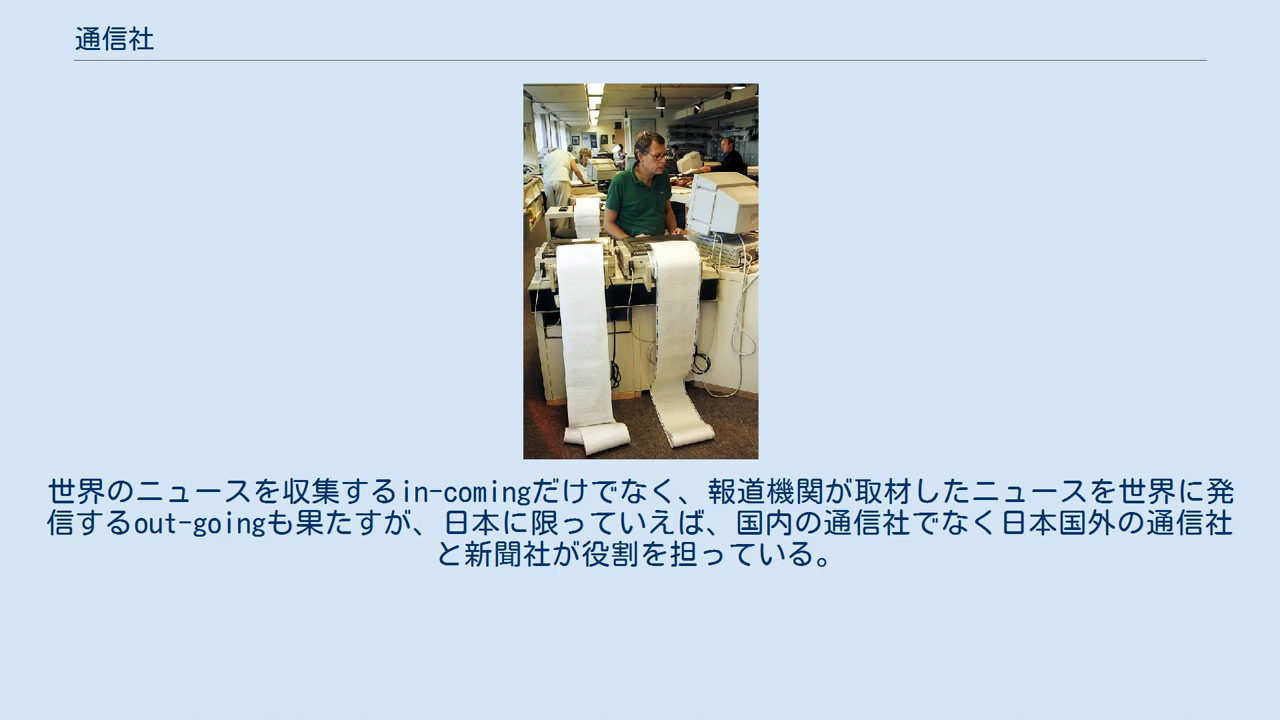 通信社
世界のニュースを収集するin-comingだけでなく、報道機関が取材したニュースを世界に発
信するout-goingも果たすが、日本に限っていえば、国内の通信社でなく日本国外の通信社
と新聞社が役割を担っている。